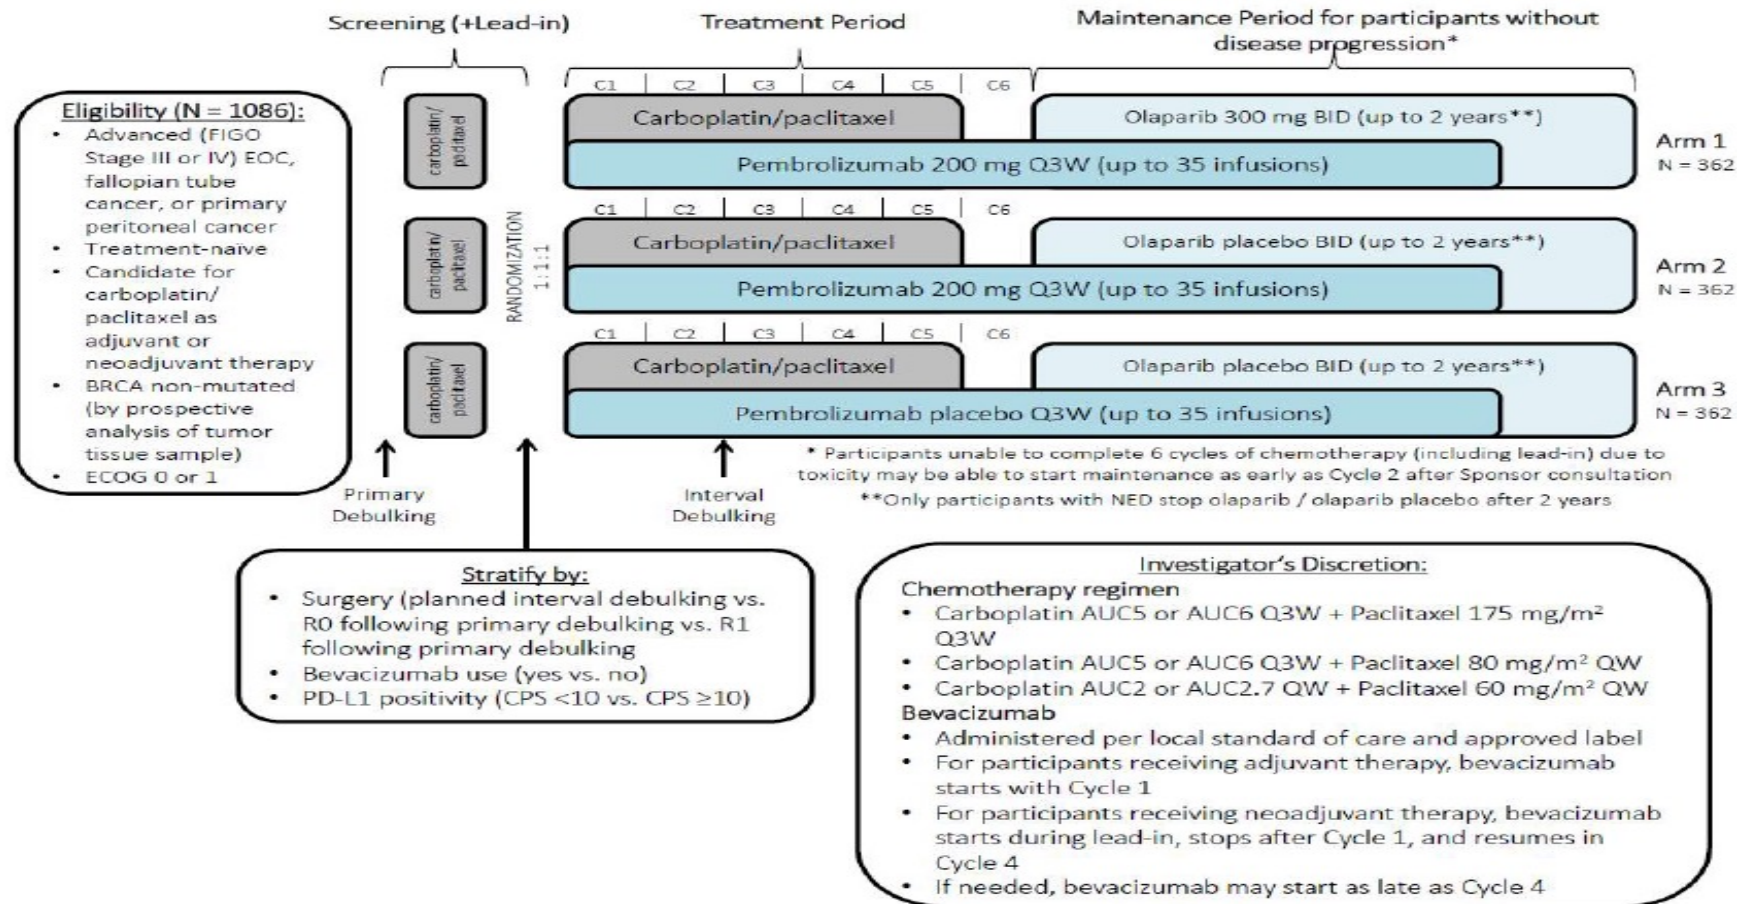 Screening (+Lead-in)
Treatment Period
Maintenance Period for participants without
disease progression*
Eligibility (N = 1086):
• Advanced (FIGO
Stage III or IV) EOC,
fallopian tube
cancer, or primary
peritoneal cancer
• Treatment-naïve
• Candidate for
carboplatin/
paclitaxel as
adjuvant or
neoadjuvant therapy
• BRCA non-mutated
(by prospective
analysis of tumor
tissue sample)
• ECOG 0 or 1
carboplatin/
paclitaxel
C1 | C2 | C3 | C4 | C5 | C6
Carboplatin/paclitaxel
Olaparib 300 mg BID (up to 2 years**)
Pembrolizumab 200 mg Q3W (up to 35 infusions)
Arm 1
N = 362
RANDOMIZATION
1:1:1
carboplatin/
paclitaxel
C1 | C2 | C3 | C4 | C5 | C6
Carboplatin/paclitaxel
Olaparib placebo BID (up to 2 years**)
Pembrolizumab 200 mg Q3W (up to 35 infusions)
Arm 2
N = 362
carboplatin/
paclitaxel
C1 | C2 | C3 | C4 | C5 | C6
Carboplatin/paclitaxel
Olaparib placebo BID (up to 2 years**)
Pembrolizumab placebo Q3W (up to 35 infusions)
Arm 3
N = 362
Primary
Debulking
Interval
Debulking
* Participants unable to complete 6 cycles of chemotherapy (including lead-in) due to
toxicity may be able to start maintenance as early as Cycle 2 after Sponsor consultation
**Only participants with NED stop olaparib / olaparib placebo after 2 years
Stratify by:
• Surgery (planned interval debulking vs.
R0 following primary debulking vs. R1
following primary debulking
• Bevacizumab use (yes vs. no)
• PD-L1 positivity (CPS <10 vs. CPS ≥10)
Investigator's Discretion:
Chemotherapy regimen
• Carboplatin AUC5 or AUC6 Q3W + Paclitaxel 175 mg/m²
Q3W
• Carboplatin AUC5 or AUC6 Q3W + Paclitaxel 80 mg/m² QW
• Carboplatin AUC2 or AUC2.7 QW + Paclitaxel 60 mg/m² QW
Bevacizumab
• Administered per local standard of care and approved label
• For participants receiving adjuvant therapy, bevacizumab
starts with Cycle 1
• For participants receiving neoadjuvant therapy, bevacizumab
starts during lead-in, stops after Cycle 1, and resumes in
Cycle 4
• If needed, bevacizumab may start as late as Cycle 4